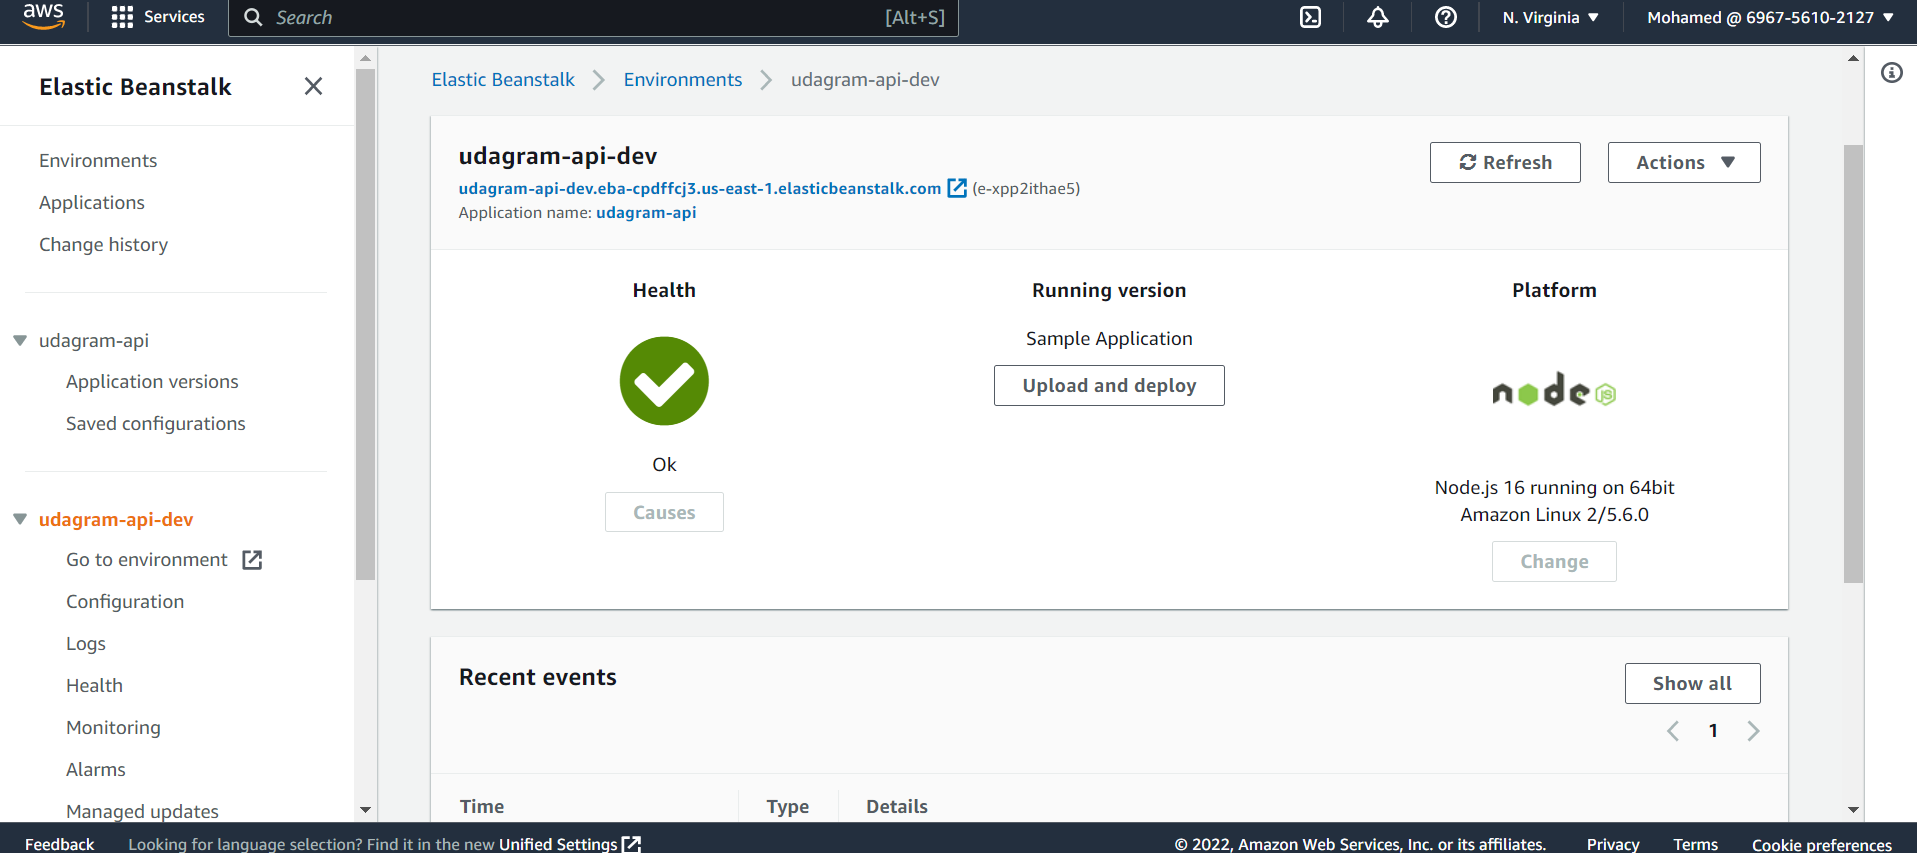 aws
Services
Search
[Alt+S]
N. Virginia
Mohamed @ 6967-5610-2127
Elastic Beanstalk
Environments
Applications
Change history
udagram-api
Application versions
Saved configurations
udagram-api-dev
Go to environment
Configuration
Logs
Health
Monitoring
Alarms
Managed updates
Elastic Beanstalk
Environments
udagram-api-dev
udagram-api-dev
udagram-api-dev.eba-cpdffcj3.us-east-1.elasticbeanstalk.com (e-xpp2ithae5)
Application name: udagram-api
Refresh
Actions
Health
Ok
Causes
Running version
Sample Application
Upload and deploy
Platform
node JS
Node.js 16 running on 64bit
Amazon Linux 2/5.6.0
Change
Recent events
Show all
1
Time
Type
Details
Feedback
Looking for language selection? Find it in the new Unified Settings
© 2022, Amazon Web Services, Inc. or its affiliates.
Privacy
Terms
Cookie preferences